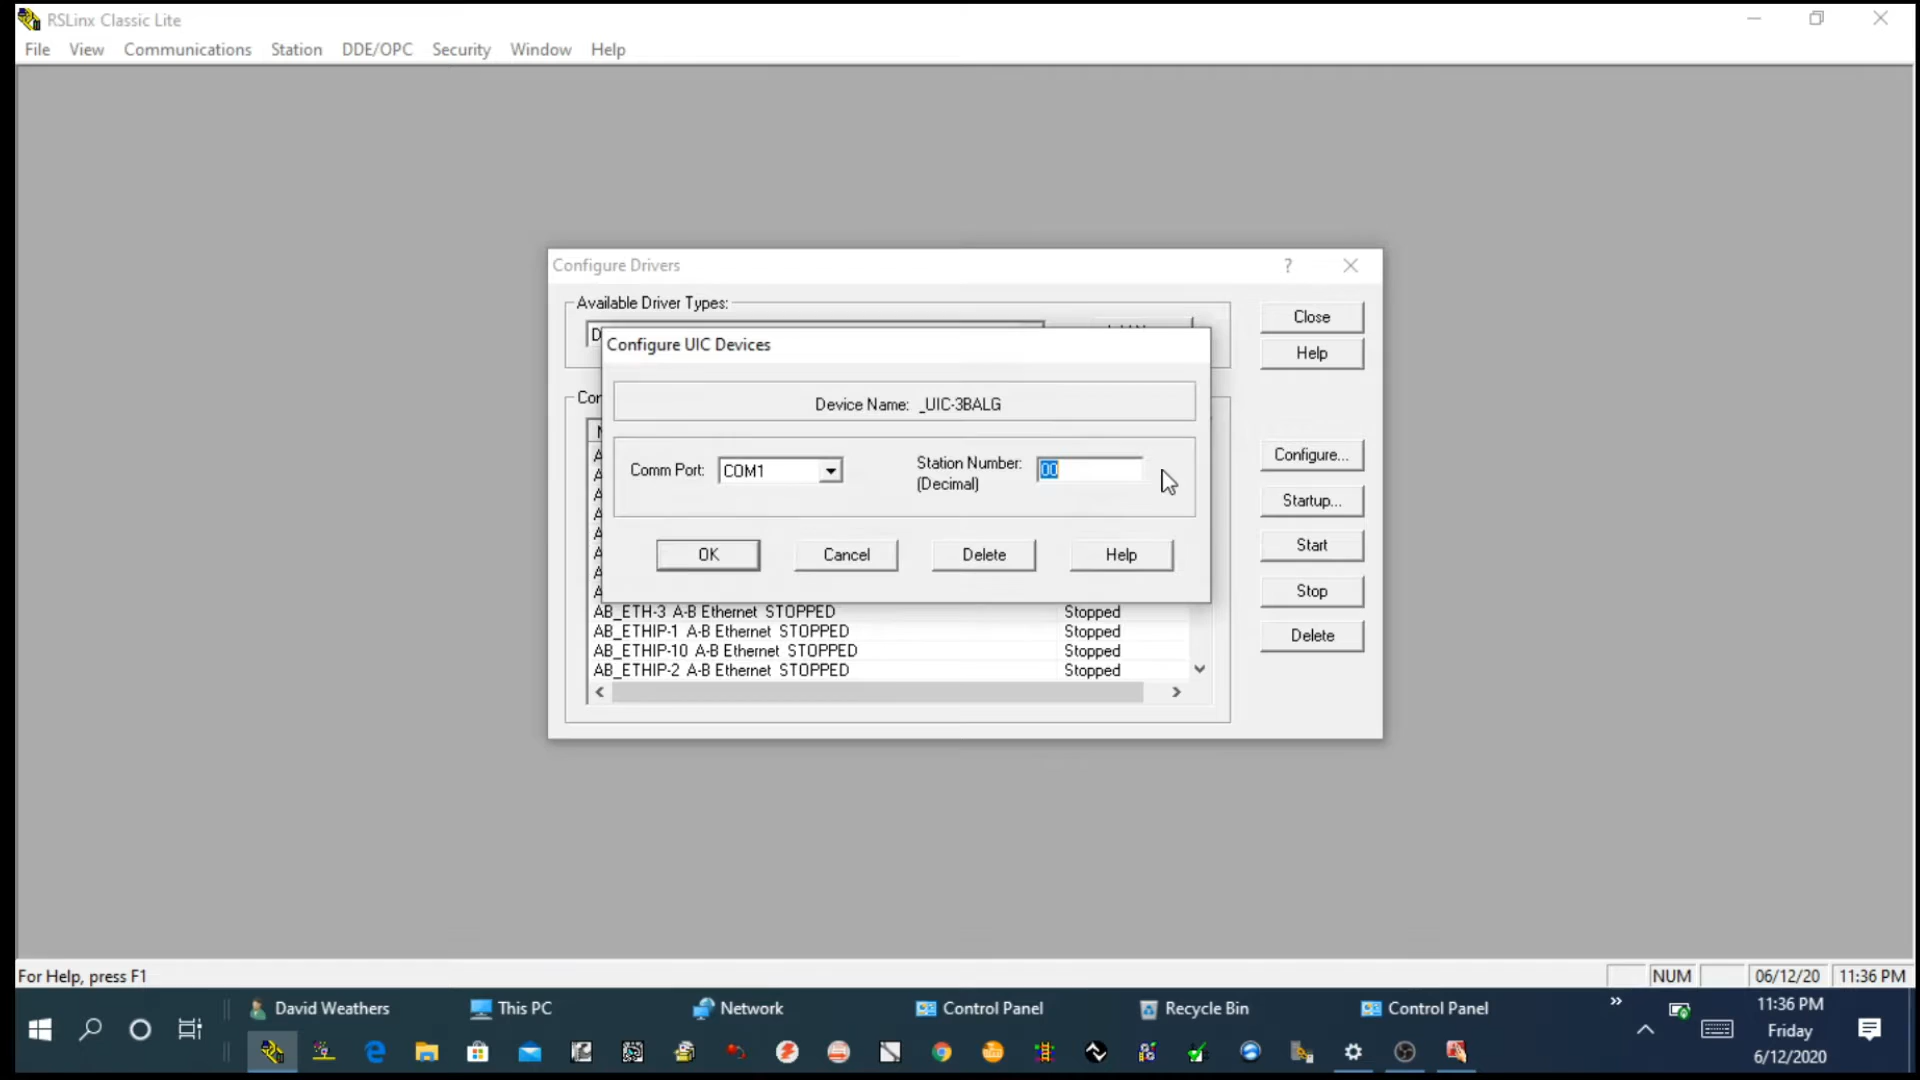 RSLinx Classic Lite
File View Communications Station DDE/OPC Security Window Help
Configure Drivers ?
Available Driver Types:
Close
Help
Configure UIC Devices
Device Name: _UIC-3BALG
Comm Port: COM1 Station Number: 00
(Decimal)
OK Cancel Delete Help
Configure...
Startup...
Start
Stop
Delete
AB_ETH-3 A-B Ethernet STOPPED Stopped
AB_ETHIP-1 A-B Ethernet STOPPED Stopped
AB_ETHIP-10 A-B Ethernet STOPPED Stopped
AB_ETHIP-2 A-B Ethernet STOPPED Stopped
For Help, press F1 NUM 06/12/20 11:36 PM
David Weathers This PC Network Control Panel Recycle Bin Control Panel
11:36 PM
Friday
6/12/2020